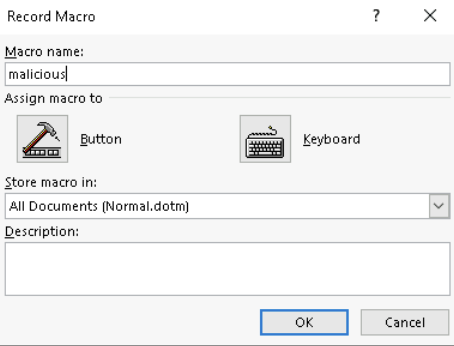 Record Macro ? ×
Macro name:
malicious
Assign macro to
Button Keyboard
Store macro in:
All Documents (Normal.dotm)
Description:
OK Cancel